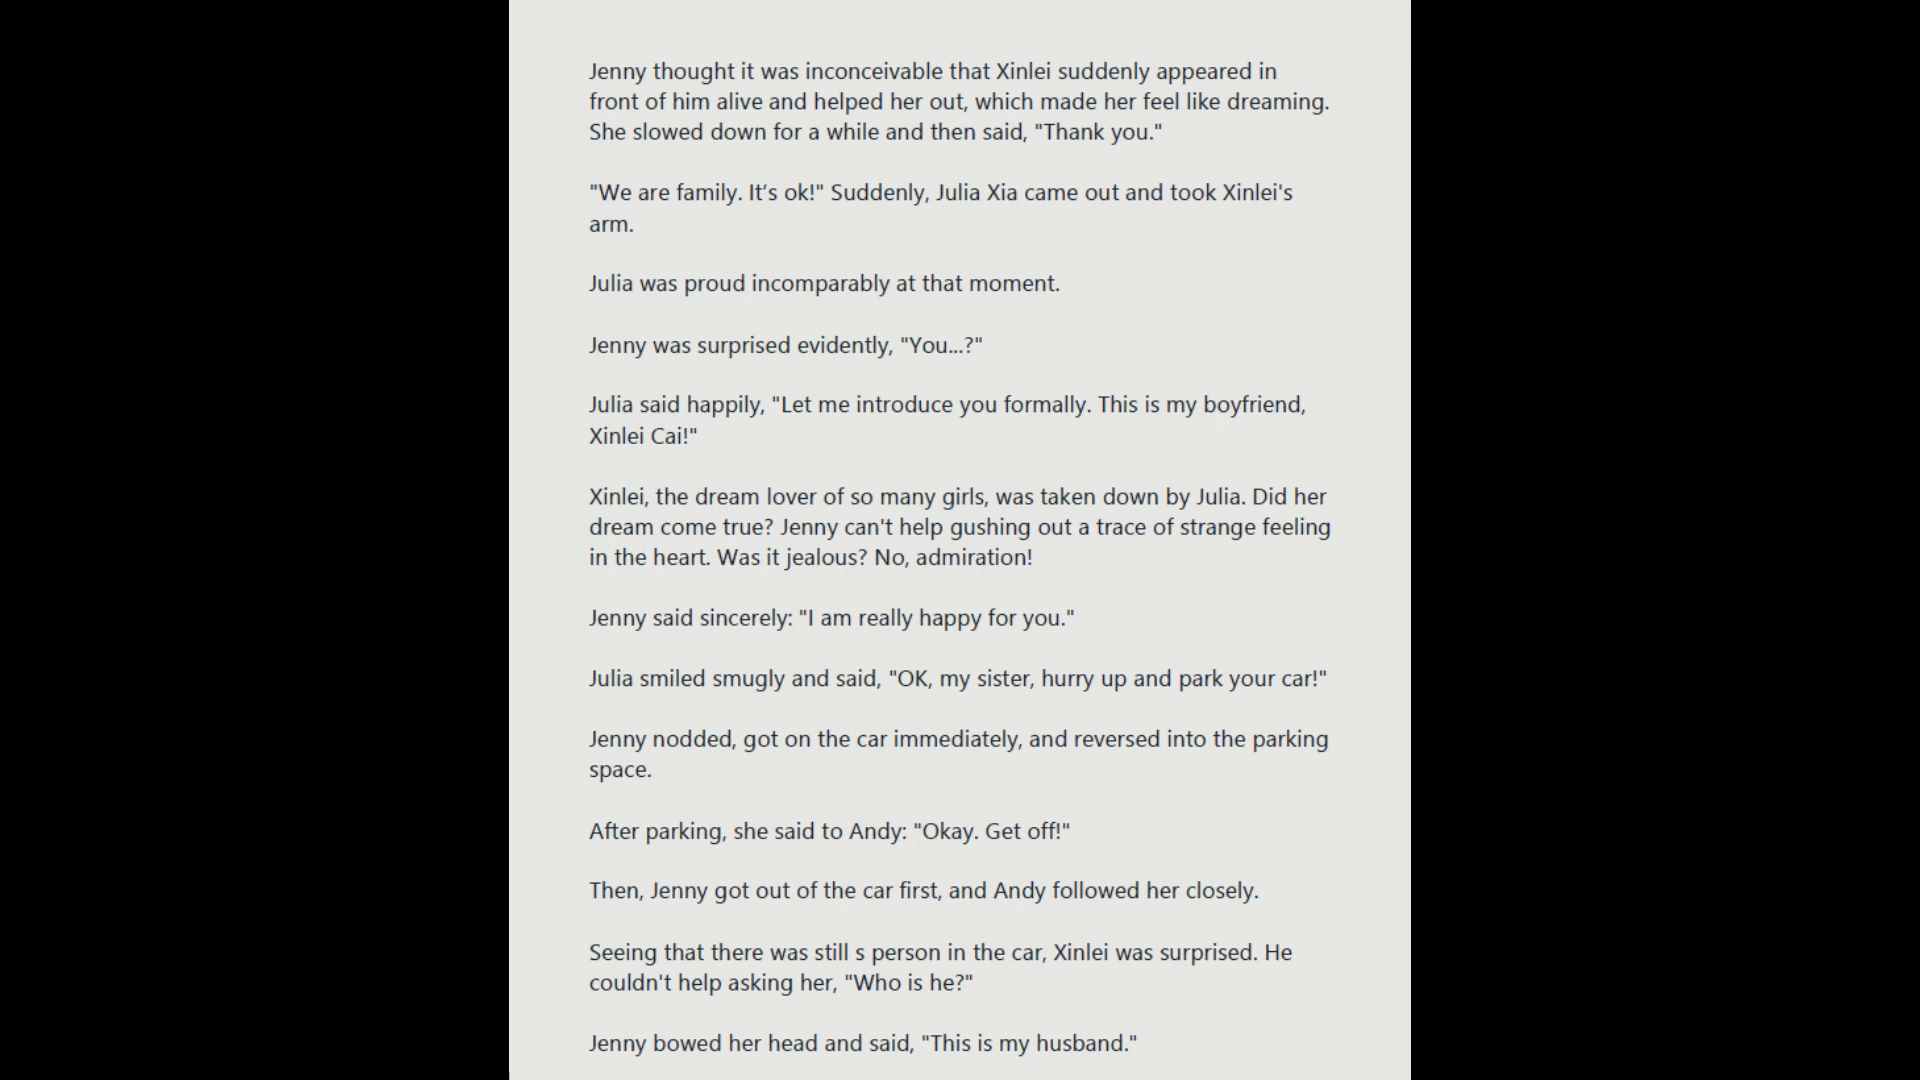 Jenny thought it was inconceivable that Xinlei suddenly appeared in
front of him alive and helped her out, which made her feel like dreaming.
She slowed down for a while and then said, "Thank you."
"We are family. It’s ok!" Suddenly, Julia Xia came out and took Xinlei's
arm.
Julia was proud incomparably at that moment.
Jenny was surprised evidently, "You...?"
Julia said happily, "Let me introduce you formally. This is my boyfriend,
Xinlei Cai!"
Xinlei, the dream lover of so many girls, was taken down by Julia. Did her
dream come true? Jenny can't help gushing out a trace of strange feeling
in the heart. Was it jealous? No, admiration!
Jenny said sincerely: "I am really happy for you."
Julia smiled smugly and said, "OK, my sister, hurry up and park your car!"
Jenny nodded, got on the car immediately, and reversed into the parking
space.
After parking, she said to Andy: "Okay. Get off!"
Then, Jenny got out of the car first, and Andy followed her closely.
Seeing that there was still s person in the car, Xinlei was surprised. He
couldn't help asking her, "Who is he?"
Jenny bowed her head and said, "This is my husband."